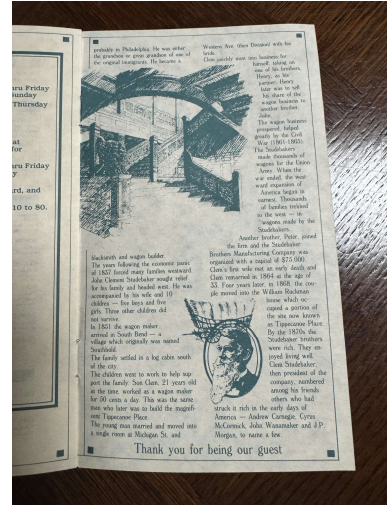 ru Friday
unday
Thursday
at
for
ru Friday
y
rd, and
10 to 80.
probably in Philadelphia. He was either
the grandson or great grandson of one of
the original immigrants. He became a
blacksmith and wagon builder.
The years following the economic panic
of 1837 forced many families westward.
John Clement Studebaker sought relief
for his family and headed west. He was
accompanied by his wife and 10
children — five boys and five
girls. Three other children did
not survive.
In 1851 the wagon maker
arrived in South Bend — a
village which originally was named
Southhold.
The family settled in a log cabin south
of the city.
The children went to work to help sup
port the family. Son Clem, 21 years old
at the time, worked as a wagon maker
for 50 cents a day. This was the same
man who later was to build the magnifi-
cent Tippecanoe Place.
The young man married and moved into
a single room at Michigan St. and
Western Ave. (then Division) with his
bride.
Clem quickly went into business for
himself, taking on
one of his brothers,
Henry, as his
partner. Henry
later was to sell
his share of the
wagon business to
another brother,
John.
The wagon business
prospered, helped
greatly by the Civil
War (1861-1865).
The Studebakers
made thousands of
wagons for the Union
Army. When the
war ended, the west
ward expansion of
America began in
earnest. Thousands
of families trekked
to the west — in
wagons made by the
Studebakers.
Another brother, Peter, joined
the firm and the Studebaker
Brothers Manufacturing Company was
organized with a capital of $75,000.
Clem's first wife met an early death and
Clem remarried in 1864 at the age of
33. Four years later, in 1868, the cou-
ple moved into the William Ruckman
house which oc-
cupied a portion of
the site now known
as Tippecanoe Place.
By the 1870s, the
Studebaker brothers
were rich. They en-
joyed living well.
Clem Studebaker,
then president of the
company, numbered
among his friends
others who had
struck it rich in the early days of
America — Andrew Carnegie, Cyrus
McCormick, John Wanamaker and J.P.
Morgan, to name a few.
Thank you for being our guest